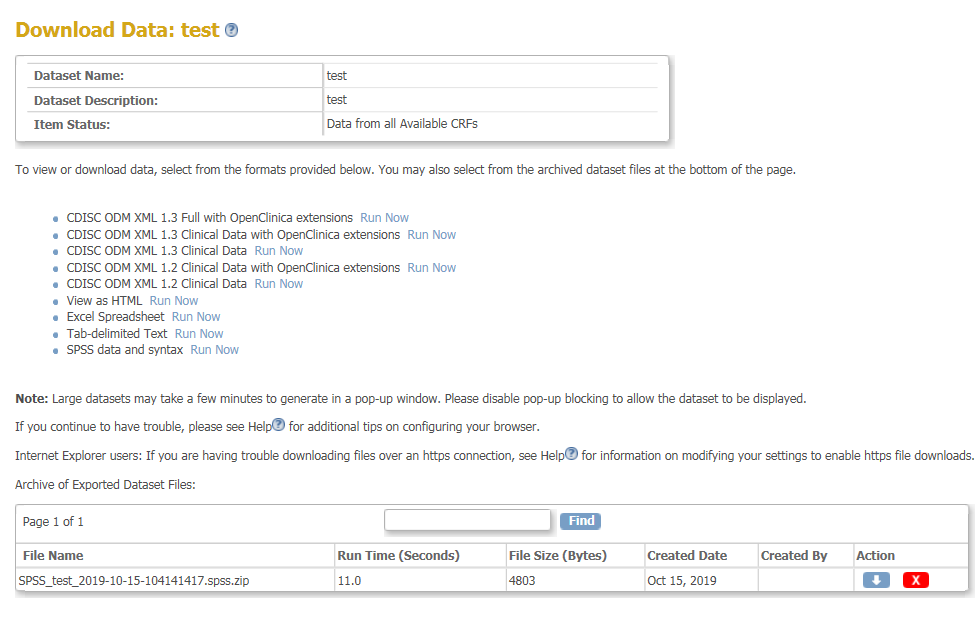 Download Data: test ?
Dataset Name: test
Dataset Description: test
Item Status: Data from all Available CRFs
To view or download data, select from the formats provided below. You may also select from the archived dataset files at the bottom of the page.
CDISC ODM XML 1.3 Full with OpenClinica extensions Run Now
CDISC ODM XML 1.3 Clinical Data with OpenClinica extensions Run Now
CDISC ODM XML 1.3 Clinical Data Run Now
CDISC ODM XML 1.2 Clinical Data with OpenClinica extensions Run Now
CDISC ODM XML 1.2 Clinical Data Run Now
View as HTML Run Now
Excel Spreadsheet Run Now
Tab-delimited Text Run Now
SPSS data and syntax Run Now
Note: Large datasets may take a few minutes to generate in a pop-up window. Please disable pop-up blocking to allow the dataset to be displayed.
If you continue to have trouble, please see Help? for additional tips on configuring your browser.
Internet Explorer users: If you are having trouble downloading files over an https connection, see Help? for information on modifying your settings to enable https file downloads.
Archive of Exported Dataset Files:
Page 1 of 1 Find
File Name Run Time (Seconds) File Size (Bytes) Created Date Created By Action
SPSS_test_2019-10-15-104141417.spss.zip 11.0 4803 Oct 15, 2019 X